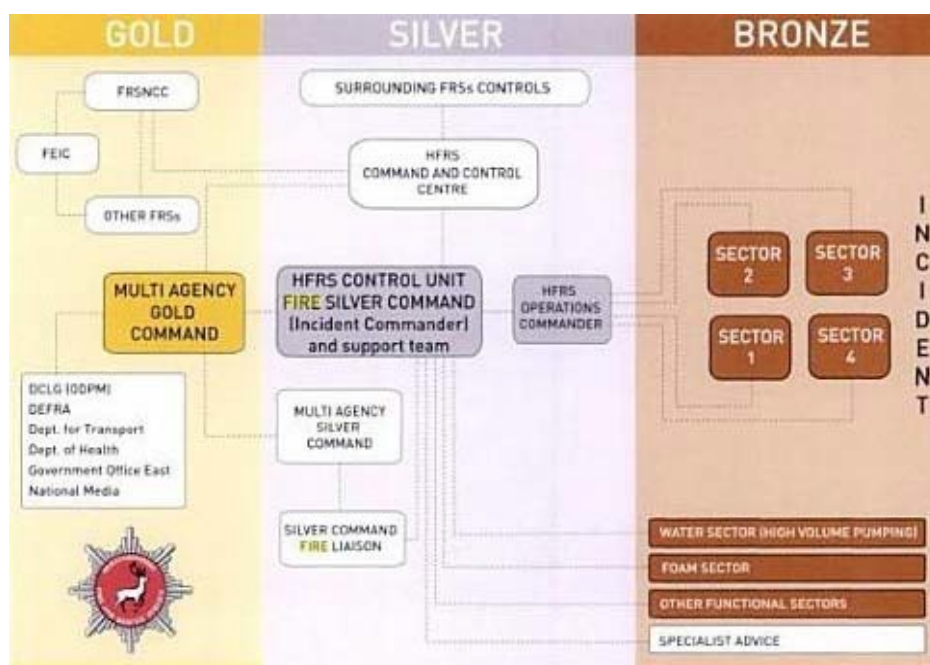 GOLD
SILVER
BRONZE
FRSNCC
FEIC
OTHER FRSs
MULTI AGENCY
GOLD
COMMAND
DCLG (ODPM)
DEFRA
Dept. for Transport
Dept. of Health
Government Office East
National Media
SURROUNDING FRSs CONTROLS
HFRS
COMMAND AND CONTROL
CENTRE
HFRS CONTROL UNIT
FIRE SILVER COMMAND
(Incident Commander)
and support team
HFRS
OPERATIONS
COMMANDER
MULTI AGENCY
SILVER
COMMAND
SILVER COMMAND
FIRE LIAISON
SECTOR
2
SECTOR
3
SECTOR
1
SECTOR
4
INCIDENT
WATER SECTOR (HIGH VOLUME PUMPING)
FOAM SECTOR
OTHER FUNCTIONAL SECTORS
SPECIALIST ADVICE